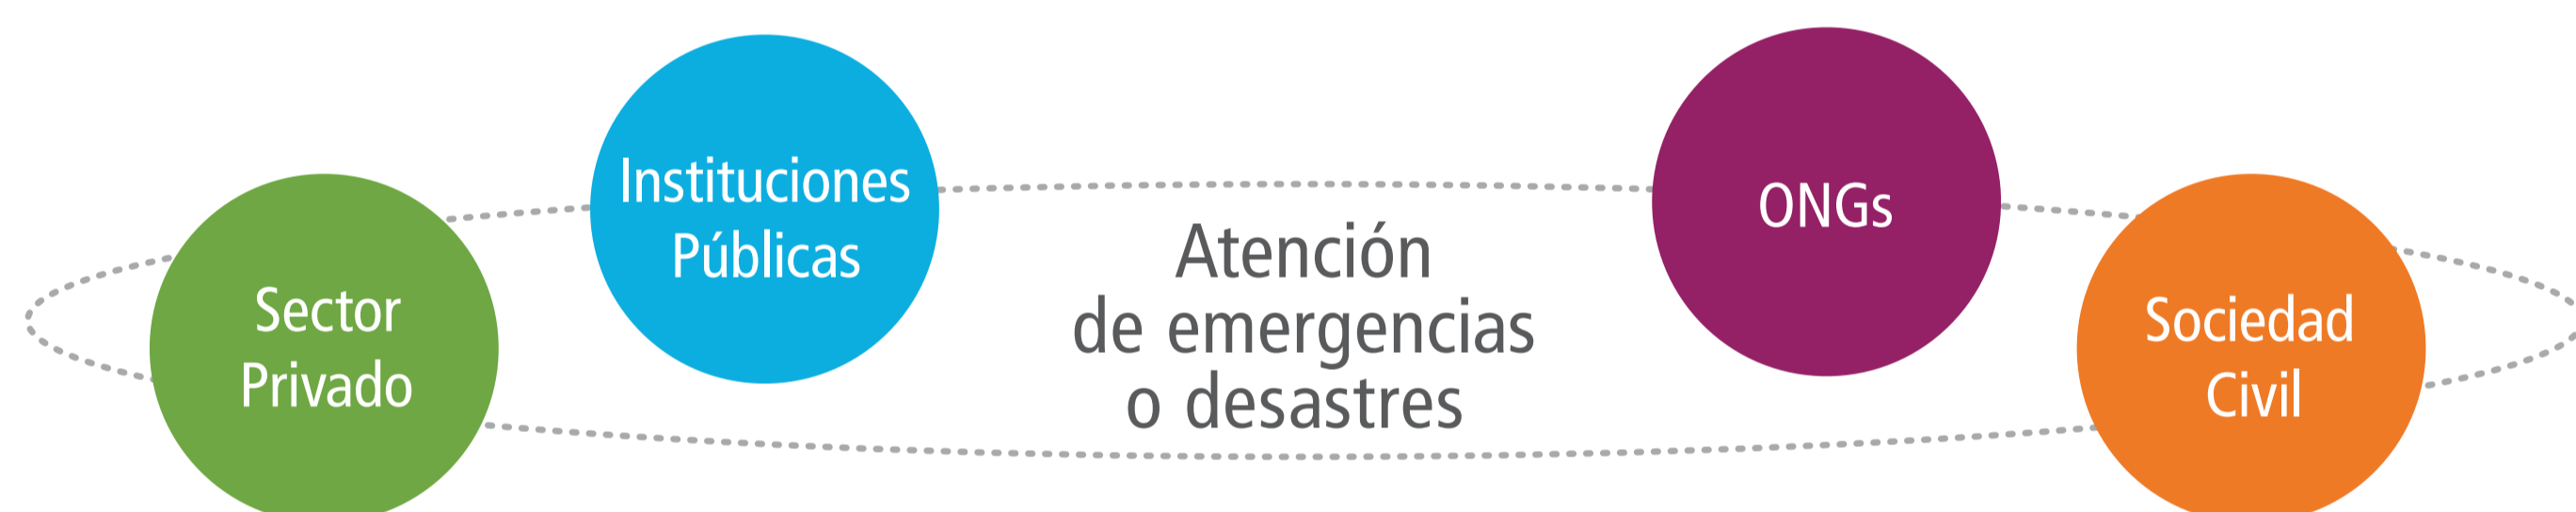 Sector
Privado
Instituciones
Públicas
Atención
de emergencias
o desastres
ONGs
Sociedad
Civil